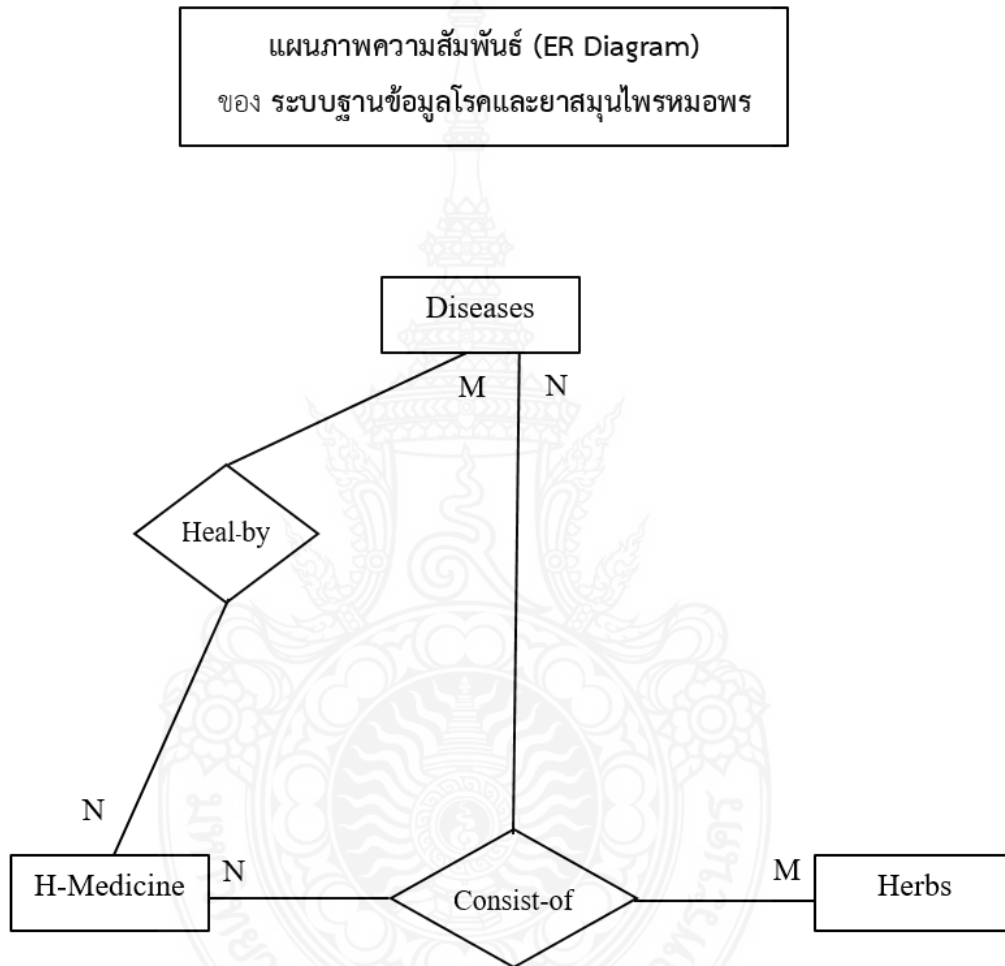 แผนภาพความสัมพันธ์ (ER Diagram)
ของ ระบบฐานข้อมูลโรคและยาสมุนไพรหมอพร
Diseases
M N
Heal-by
N
H-Medicine N Consist-of M Herbs